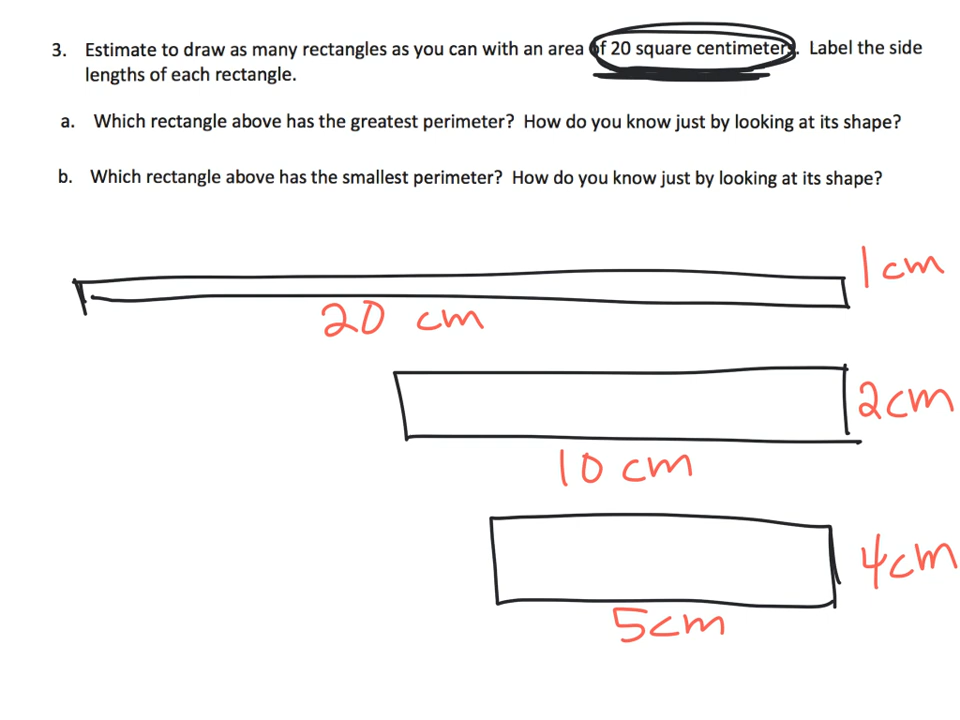 3. Estimate to draw as many rectangles as you can with an area of 20 square centimeters. Label the side
lengths of each rectangle.
a. Which rectangle above has the greatest perimeter? How do you know just by looking at its shape?
b. Which rectangle above has the smallest perimeter? How do you know just by looking at its shape?
1 cm
20 cm
2cm
10 cm
4cm
5cm